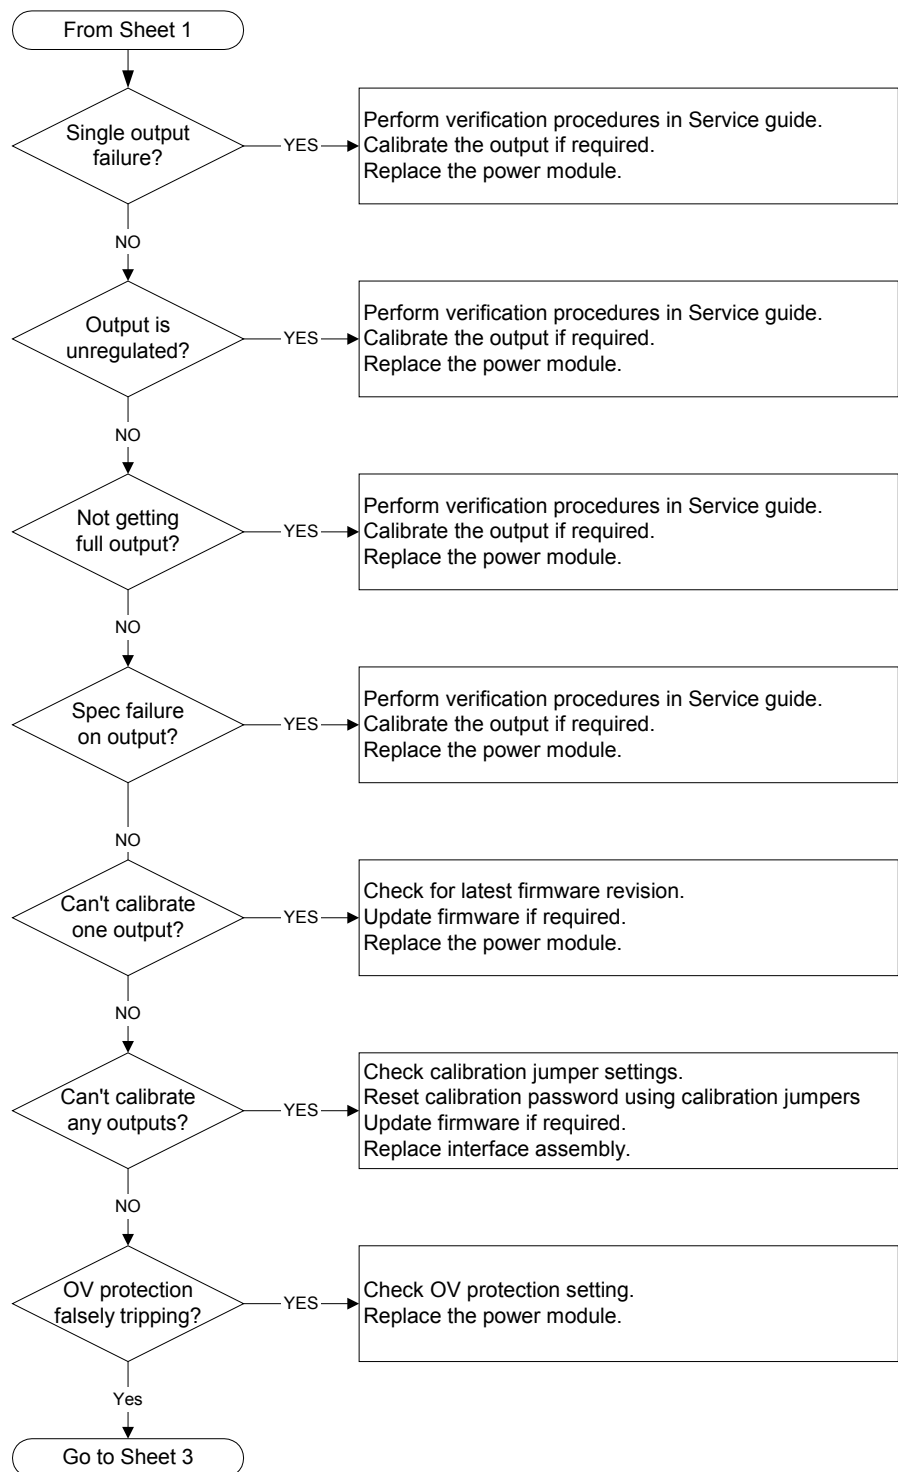 From Sheet 1
Single output
failure?
YES
Perform verification procedures in Service guide.
Calibrate the output if required.
Replace the power module.
NO
Output is
unregulated?
YES
Perform verification procedures in Service guide.
Calibrate the output if required.
Replace the power module.
NO
Not getting
full output?
YES
Perform verification procedures in Service guide.
Calibrate the output if required.
Replace the power module.
NO
Spec failure
on output?
YES
Perform verification procedures in Service guide.
Calibrate the output if required.
Replace the power module.
NO
Can't calibrate
one output?
YES
Check for latest firmware revision.
Update firmware if required.
Replace the power module.
NO
Can't calibrate
any outputs?
YES
Check calibration jumper settings.
Reset calibration password using calibration jumpers
Update firmware if required.
Replace interface assembly.
NO
OV protection
falsely tripping?
YES
Check OV protection setting.
Replace the power module.
Yes
Go to Sheet 3